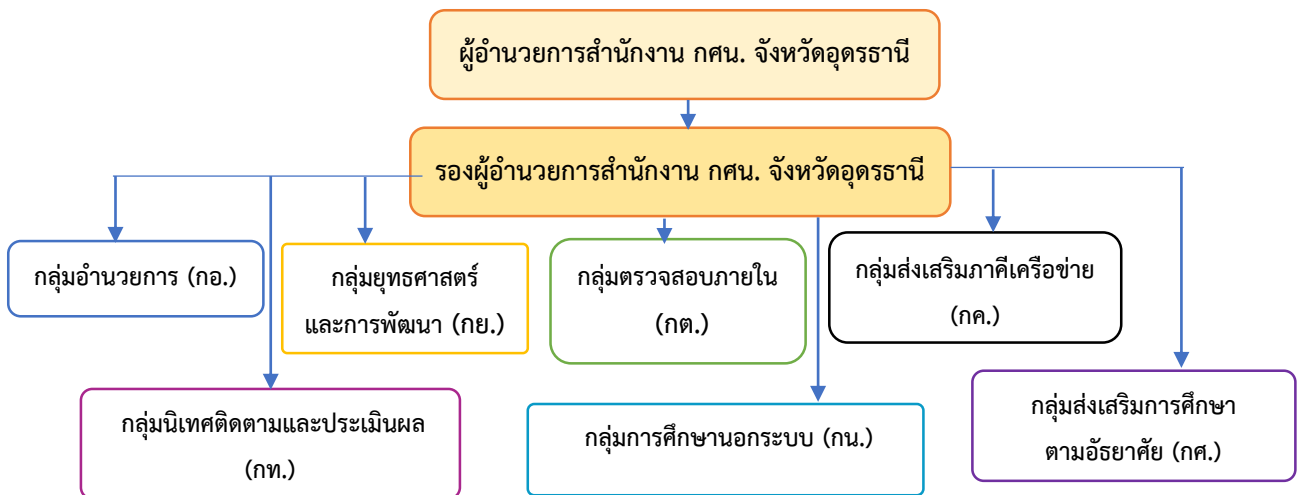 ผู้อำนวยการสำนักงาน กศน. จังหวัดอุดรธานี
รองผู้อำนวยการสำนักงาน กศน. จังหวัดอุดรธานี
กลุ่มอำนวยการ (กอ.)
กลุ่มยุทธศาสตร์
และการพัฒนา (กย.)
กลุ่มตรวจสอบภายใน
(กต.)
กลุ่มส่งเสริมภาคีเครือข่าย
(กค.)
กลุ่มนิเทศติดตามและประเมินผล
(กท.)
กลุ่มการศึกษานอกระบบ (กน.)
กลุ่มส่งเสริมการศึกษา
ตามอัธยาศัย (กศ.)